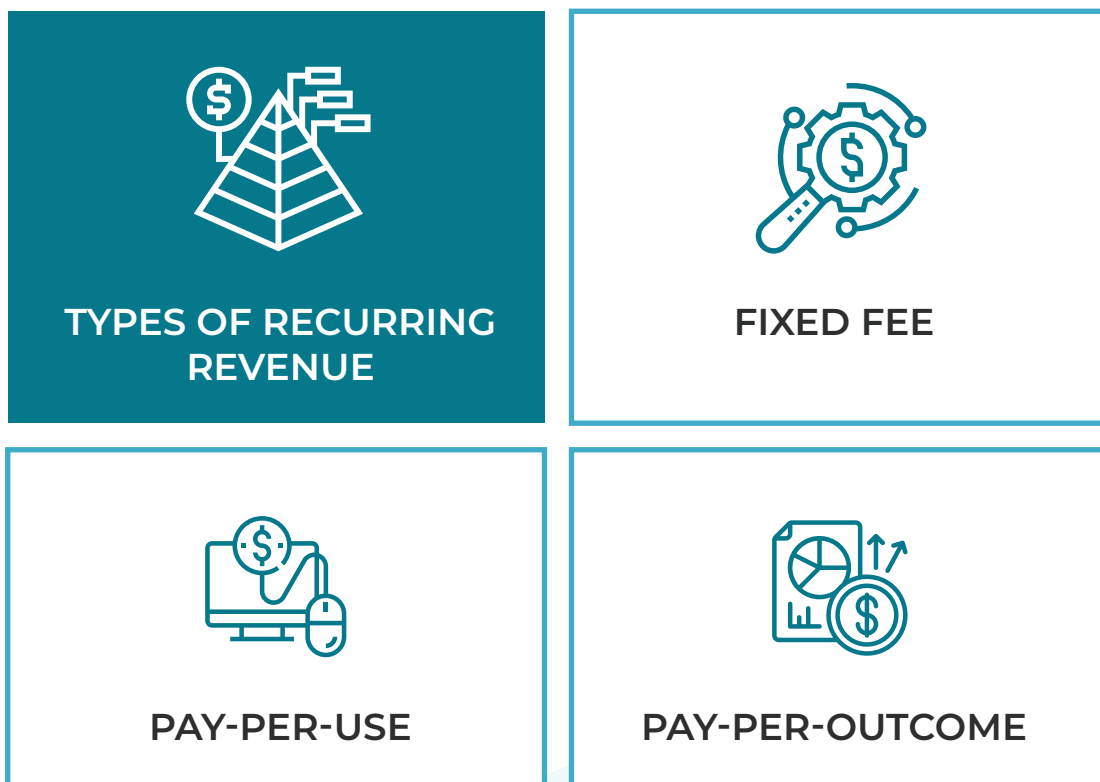 TYPES OF RECURRING
REVENUE
FIXED FEE
PAY-PER-USE
PAY-PER-OUTCOME